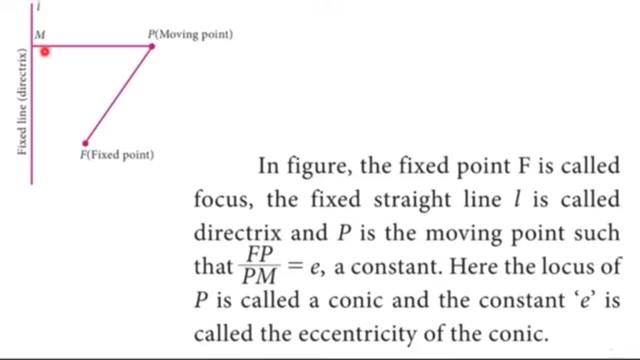 l
M
P(Moving point)
Fixed line (directrix)
F(Fixed point)
In figure, the fixed point F is called
focus, the fixed straight line l is called
directrix and P is the moving point such
that FP/PM = e, a constant. Here the locus of
P is called a conic and the constant ‘e’ is
called the eccentricity of the conic.